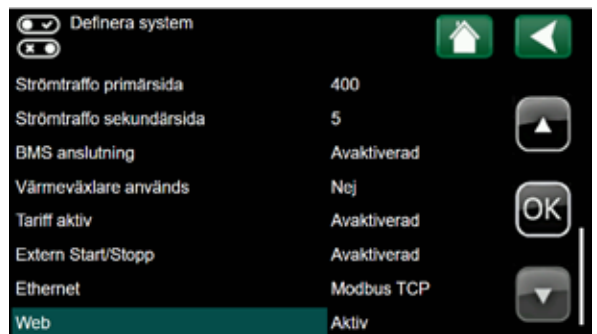 Definera system
Strömtraffo primärsida 400
Strömtraffo sekundärsida 5
BMS anslutning Avaktiverad
Värmeväxlare används Nej
Tariff aktiv Avaktiverad
Extern Start/Stopp Avaktiverad
Ethernet Modbus TCP
Web Aktiv
OK